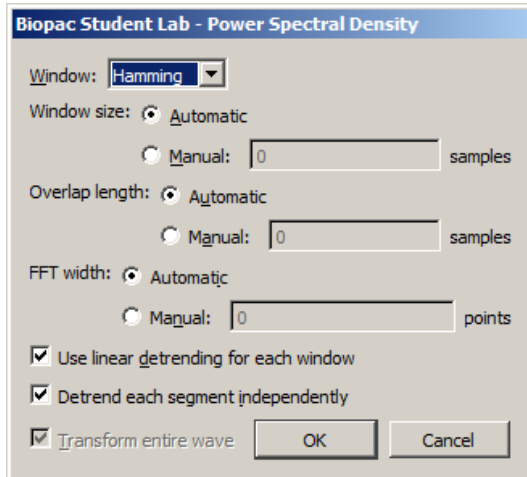 Biopac Student Lab - Power Spectral Density
Window: Hamming
Window size: Automatic
Manual: 0 samples
Overlap length: Automatic
Manual: 0 samples
FFT width: Automatic
Manual: 0 points
Use linear detrending for each window
Detrend each segment independently
Transform entire wave OK Cancel